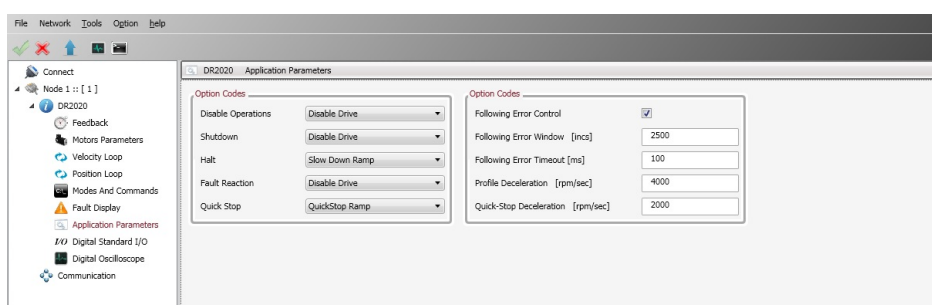 File Network Tools Option help
Connect
Node 1 :: [ 1 ]
DR2020
Feedback
Motors Parameters
Velocity Loop
Position Loop
Modes And Commands
Fault Display
Application Parameters
I/O Digital Standard I/O
Digital Oscilloscope
Communication
DR2020 Application Parameters
Option Codes
Disable Operations Disable Drive
Shutdown Disable Drive
Halt Slow Down Ramp
Fault Reaction Disable Drive
Quick Stop QuickStop Ramp
Option Codes
Following Error Control
Following Error Window [incs] 2500
Following Error Timeout [ms] 100
Profile Deceleration [rpm/sec] 4000
Quick-Stop Deceleration [rpm/sec] 2000